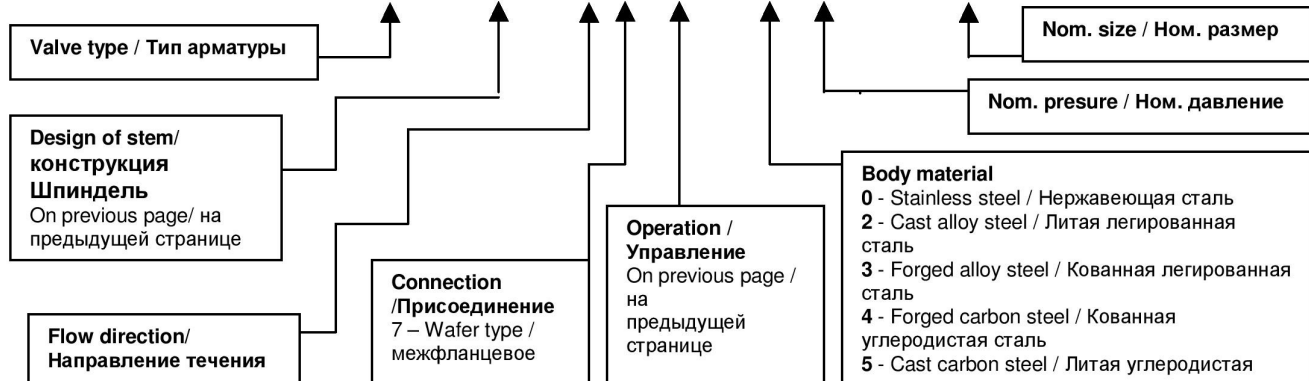 Valve type / Тип арматуры
Nom. size / Ном. размер
Nom. presure / Ном. давление
Design of stem/
конструкция
Шпиндель
On previous page/ на
предыдущей странице
Flow direction/
Направление течения
Connection
/Присоединение
7 – Wafer type /
межфланцевое
Operation /
Управление
On previous page /
на
предыдущей
странице
Body material
0 - Stainless steel / Нержавеющая сталь
2 - Cast alloy steel / Литая легированная
сталь
3 - Forged alloy steel / Кованная легированная
сталь
4 - Forged carbon steel / Кованная
углеродистая сталь
5 - Cast carbon steel / Литая углеродистая